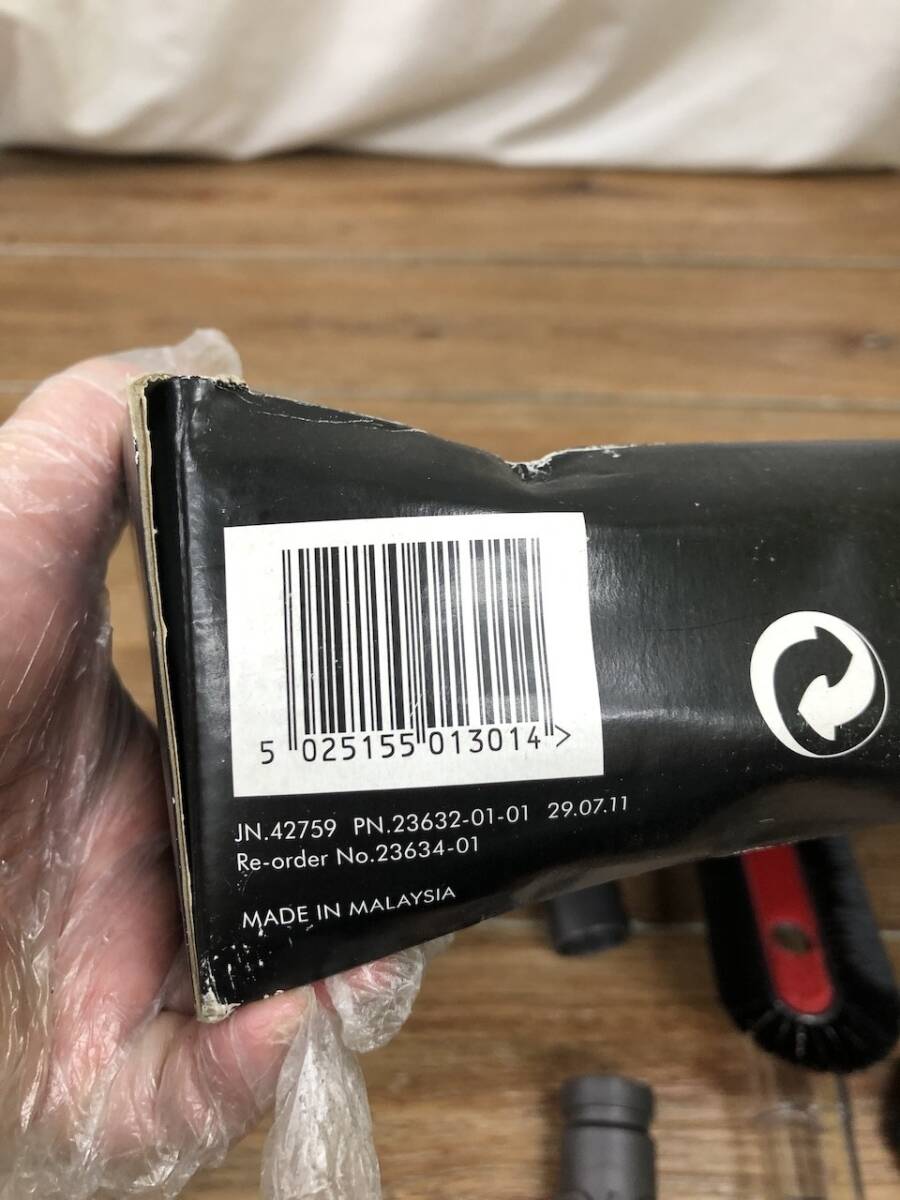 5 025155 013014 >
JN.42759 PN.23632-01-01 29.07.11
Re-order No.23634-01
MADE IN MALAYSIA